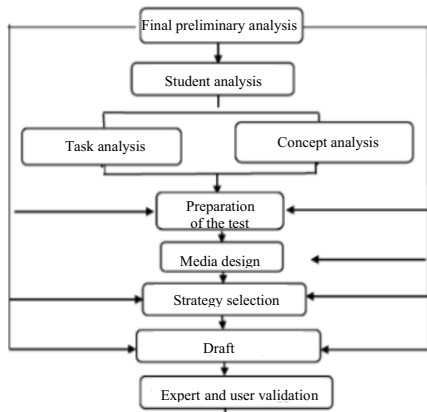 Final preliminary analysis
Student analysis
Task analysis
Concept analysis
Preparation
of the test
Media design
Strategy selection
Draft
Expert and user validation